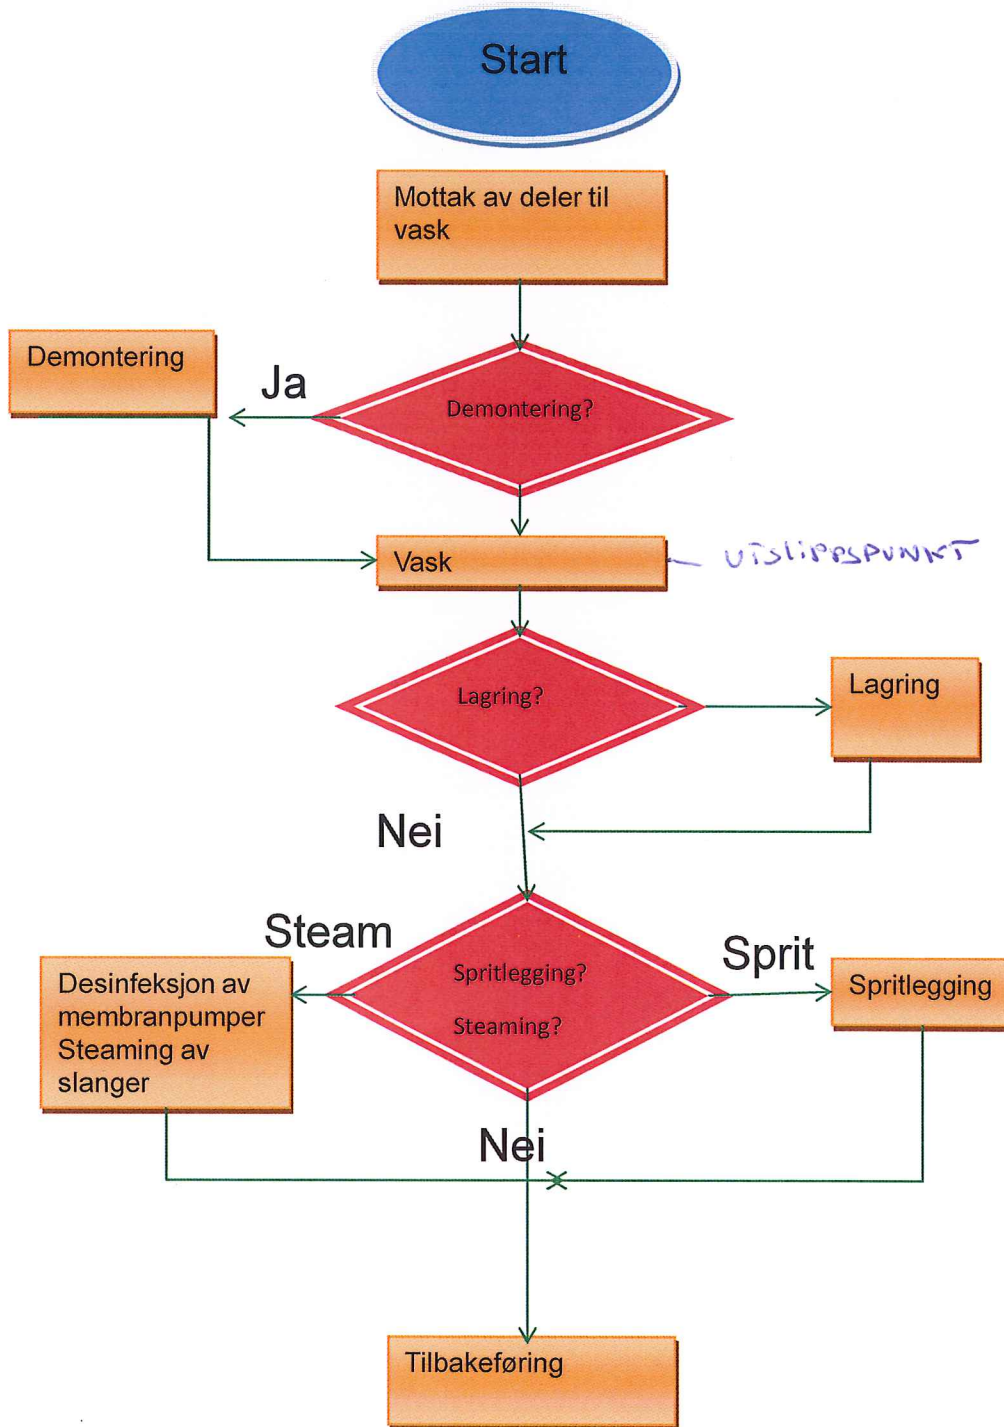 Start
Mottak av deler til
vask
Demontering
Ja
Demontering?
Vask
UTSLIPPSPUNKT
Lagring?
Lagring
Nei
Steam
Sprit
Desinfeksjon av
membranpumper
Steaming av
slanger
Spritlegging?
Steaming?
Spritlegging
Nei
Tilbakeføring